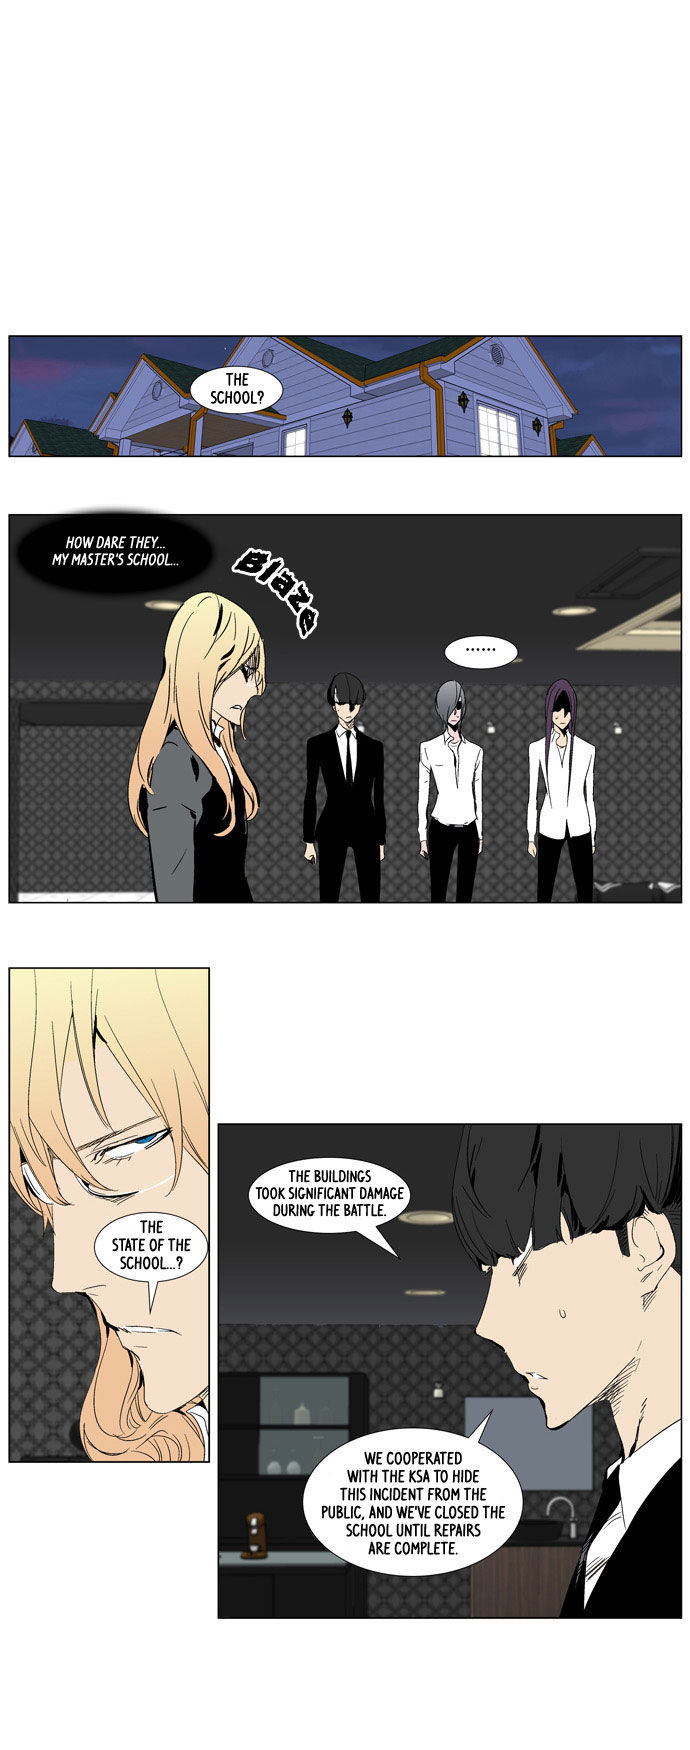 THE
SCHOOL?
HOW DARE THEY...
MY MASTER'S SCHOOL...
Blaze
......
THE
STATE OF THE
SCHOOL...?
THE BUILDINGS
TOOK SIGNIFICANT DAMAGE
DURING THE BATTLE.
WE COOPERATED
WITH THE KSA TO HIDE
THIS INCIDENT FROM THE
PUBLIC, AND WE'VE CLOSED THE
SCHOOL UNTIL REPAIRS
ARE COMPLETE.